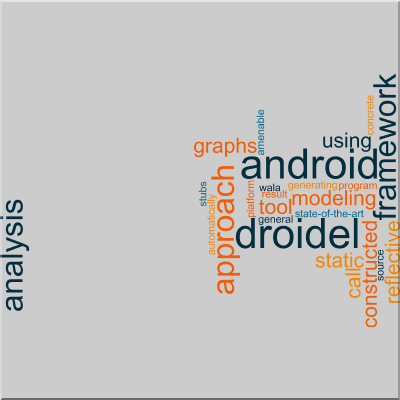 framework
concrete
amenable
using
graphs
android
stubs
approach
platform
wala
generating
program
result
tool
modeling
analysis
automatically
general
state-of-the-art
droidel
constructed
reflective
source
static
call